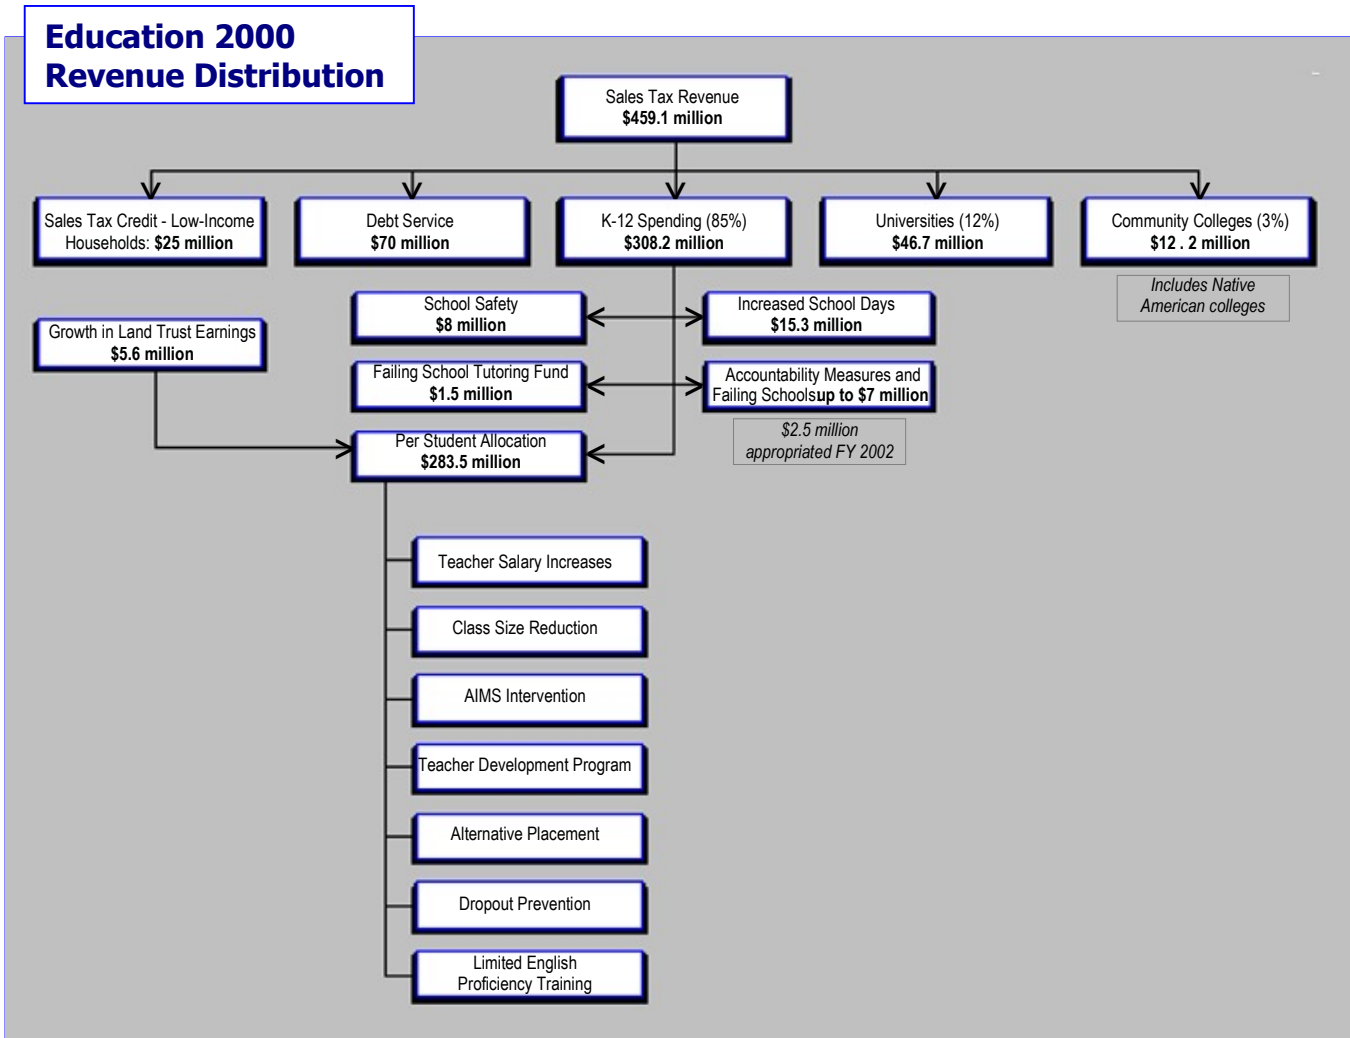 Education 2000
Revenue Distribution
Sales Tax Revenue
$459.1 million
Sales Tax Credit - Low-Income
Households: $25 million
Debt Service
$70 million
K-12 Spending (85%)
$308.2 million
Universities (12%)
$46.7 million
Community Colleges (3%)
$12 . 2 million
Includes Native
American colleges
School Safety
$8 million
Increased School Days
$15.3 million
Growth in Land Trust Earnings
$5.6 million
Failing School Tutoring Fund
$1.5 million
Accountability Measures and
Failing Schoolsup to $7 million
$2.5 million
appropriated FY 2002
Per Student Allocation
$283.5 million
Teacher Salary Increases
Class Size Reduction
AIMS Intervention
Teacher Development Program
Alternative Placement
Dropout Prevention
Limited English
Proficiency Training